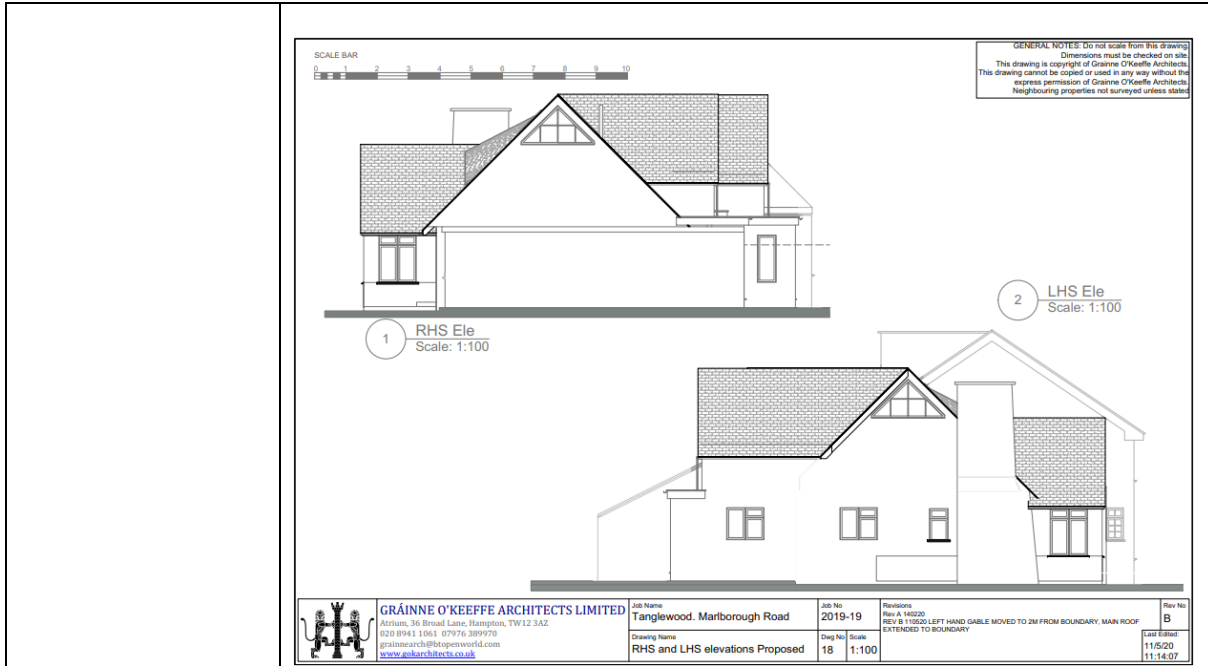 SCALE BAR
0 1 2 3 4 5 6 7 8 9 10
GENERAL NOTES: Do not scale from this drawing.
Dimensions must be checked on site.
This drawing is copyright of Grainne O'Keeffe Architects.
This drawing cannot be copied or used in any way without the
express permission of Grainne O'Keeffe Architects.
Neighbouring properties not surveyed unless stated
1 RHS Ele
Scale: 1:100
2 LHS Ele
Scale: 1:100
GRÁINNE O'KEEFFE ARCHITECTS LIMITED
Atrium, 36 Broad Lane, Hampton, TW12 3AZ
020 8941 1061 07976 389970
grainnearch@btopenworld.com
www.gokarchitects.co.uk
Job Name
Tanglewood. Marlborough Road
Drawing Name
RHS and LHS elevations Proposed
Job No
2019-19
Dwg No Scale
18 1:100
Revisions
Rev A 140220
REV B 110520 LEFT HAND GABLE MOVED TO 2M FROM BOUNDARY, MAIN ROOF
EXTENDED TO BOUNDARY
Rev No
B
Last Edited:
11/5/20
11:14:07